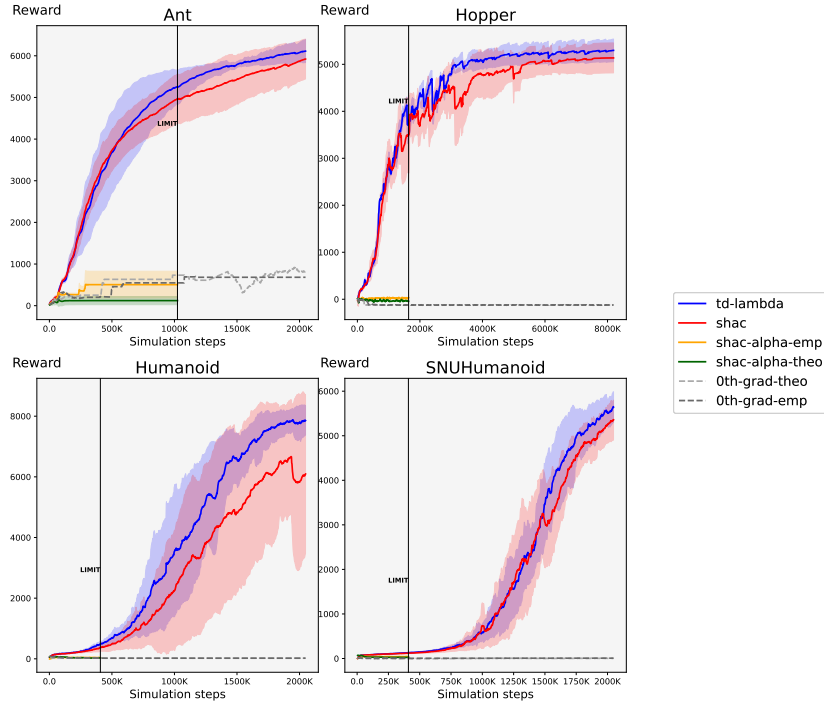 Reward
Ant
6000
5000
4000
3000
2000
1000
0
LIMIT
0.0 500K 1000K 1500K 2000K
Simulation steps
Reward
Hopper
5000
4000
3000
2000
1000
0
LIMIT
0.0 2000K 4000K 6000K 8000K
Simulation steps
Reward
Humanoid
8000
6000
4000
2000
0
LIMIT
0.0 500K 1000K 1500K 2000K
Simulation steps
Reward
SNUHumanoid
6000
5000
4000
3000
2000
1000
0
LIMIT
0.0 250K 500K 750K 1000K 1250K 1500K 1750K 2000K
Simulation steps
td-lambda
shac
shac-alpha-emp
shac-alpha-theo
0th-grad-theo
0th-grad-emp